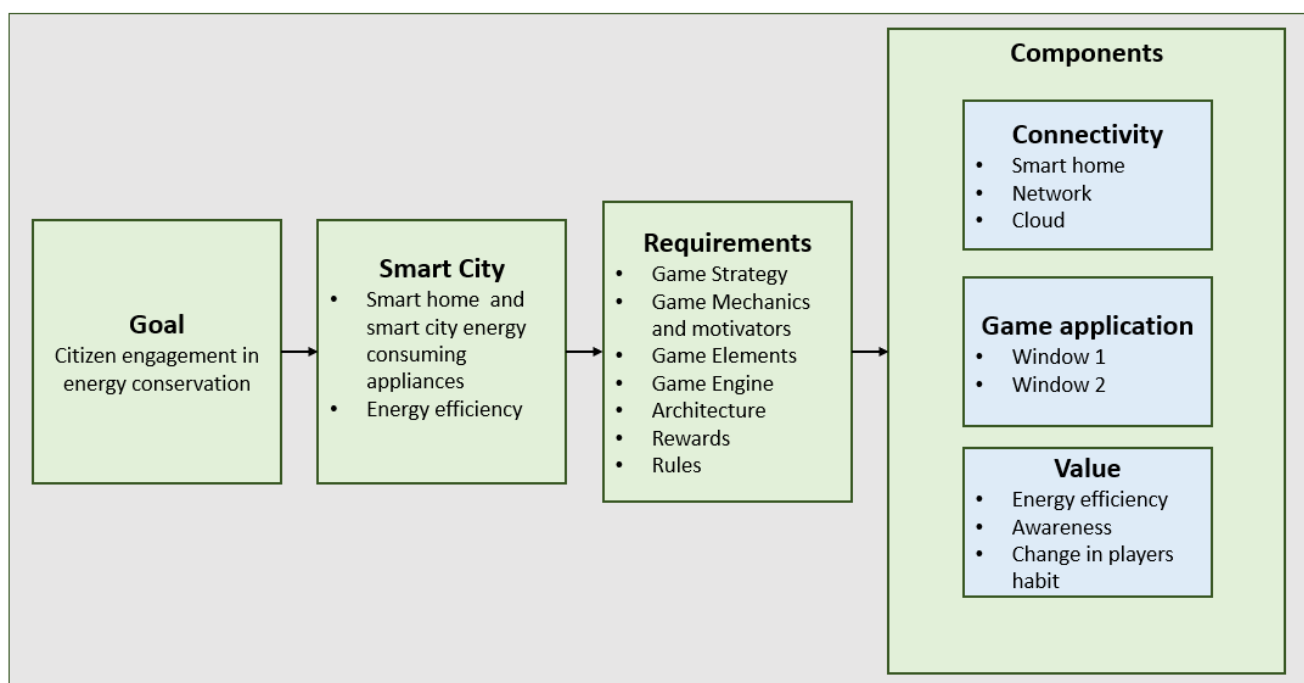 Goal
Citizen engagement in
energy conservation
Smart City
• Smart home and
smart city energy
consuming
appliances
• Energy efficiency
Requirements
• Game Strategy
• Game Mechanics
and motivators
• Game Elements
• Game Engine
• Architecture
• Rewards
• Rules
Components
Connectivity
• Smart home
• Network
• Cloud
Game application
• Window 1
• Window 2
Value
• Energy efficiency
• Awareness
• Change in players
habit